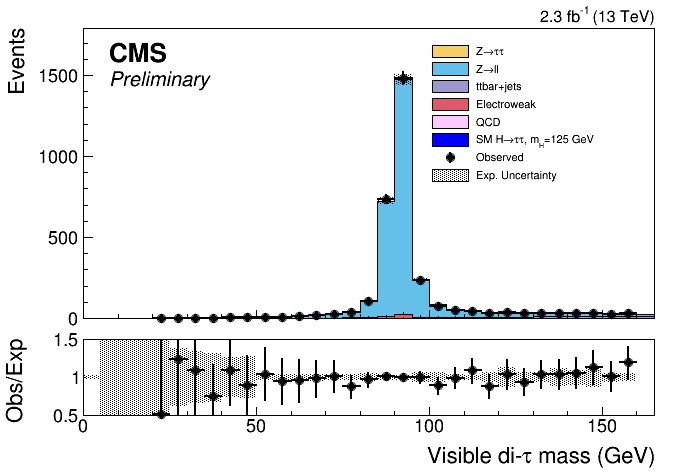 2.3 fb⁻¹ (13 TeV)
Events
CMS
Preliminary
Z→ττ
Z→ll
ttbar+jets
Electroweak
QCD
SM H→ττ, m_H=125 GeV
Observed
Exp. Uncertainty
1500
1000
500
0
Obs/Exp
1.5
1
0.5
0 50 100 150
Visible di-τ mass (GeV)